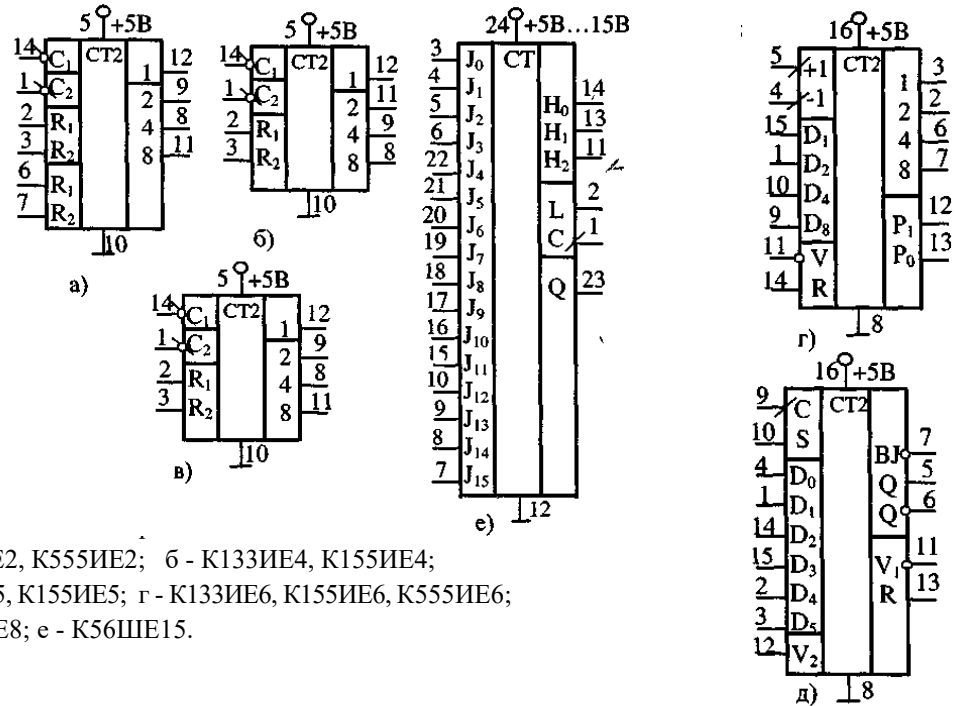 5 +5В
14 C₁ CT2 1 12
1 C₂ 2 9
2 R₁ 4 8
3 R₂ 8 11
6 R₁
7 R₂
10
а)
5 +5В
14 C₁ CT2 1 12
1 C₂ 2 11
2 R₁ 4 9
3 R₂ 8 8
10
б)
5 +5В
14 C₁ CT2 1 12
1 C₂ 2 9
2 R₁ 4 8
3 R₂ 8 11
10
в)
24 +5В...15В
CT
3 J₀
4 J₁
5 J₂
6 J₃
22 J₄
21 J₅
20 J₆
19 J₇
18 J₈
17 J₉
16 J₁₀
15 J₁₁
10 J₁₂
9 J₁₃
8 J₁₄
7 J₁₅
H₀ 14
H₁ 13
H₂ 11
L 2
C 1
Q 23
12
е)
16 +5В
CT2
5 +1
4 -1
15 D₁
1 D₂
10 D₄
9 D₈
11 V
14 R
1 3
2 2
4 6
8 7
P₁ 12
P₀ 13
8
г)
16 +5В
CT2
9 C
10 S
4 D₀
1 D₁
14 D₂
15 D₃
2 D₄
3 D₅
12 V₂
BJ 7
Q 5
Q 6
V₁ 11
R 13
8
д)
Е2, К555ИЕ2; б - К133ИЕ4, К155ИЕ4;
5, К155ИЕ5; г - К133ИЕ6, К155ИЕ6, К555ИЕ6;
Е8; е - К56ШЕ15.